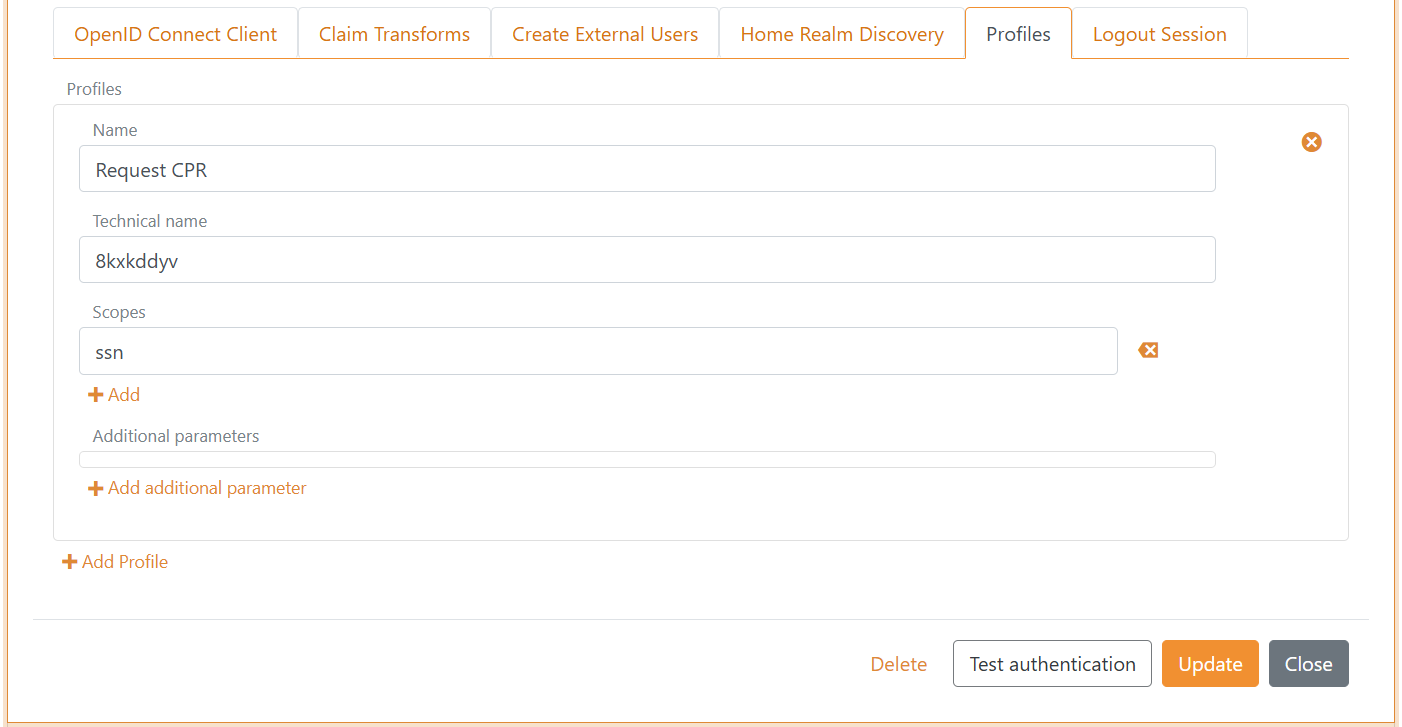 OpenID Connect Client Claim Transforms Create External Users Home Realm Discovery Profiles Logout Session
Profiles
Name
Request CPR
Technical name
8kxkddyv
Scopes
ssn
Add
Additional parameters
Add additional parameter
Add Profile
Delete Test authentication Update Close